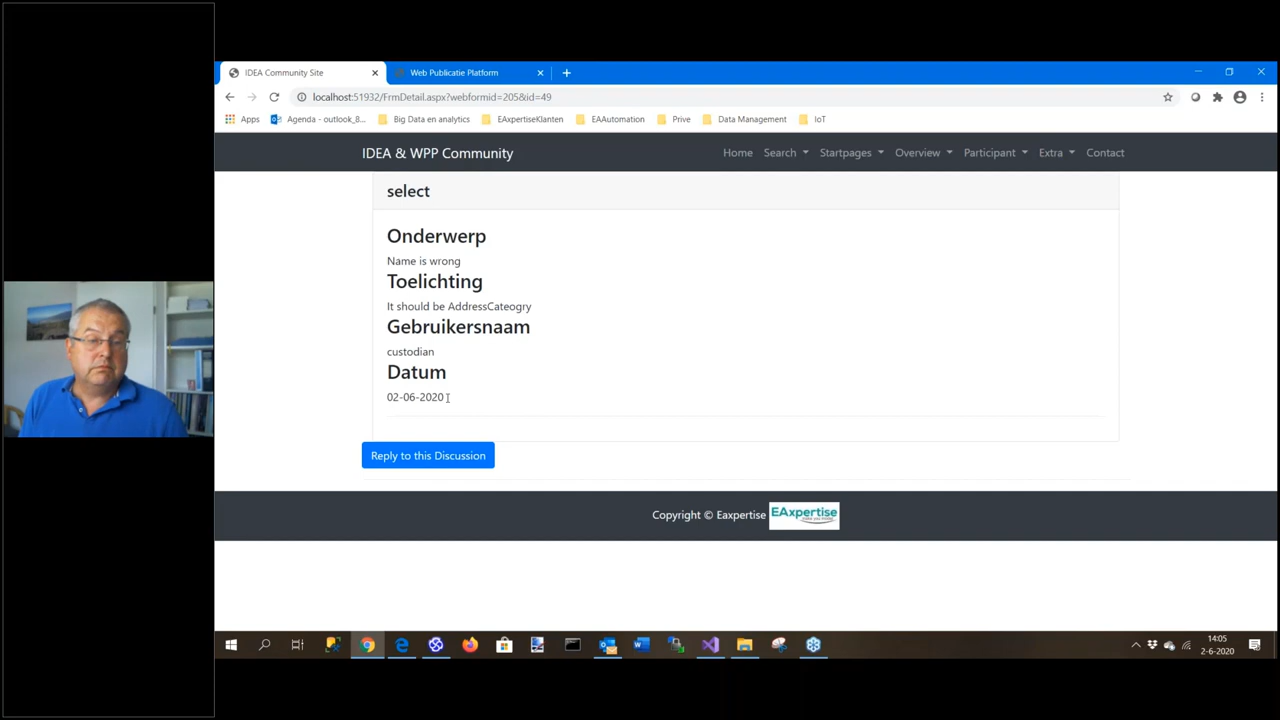 IDEA Community Site
Web Publicatie Platform
localhost:51932/FrmDetail.aspx?webformid=205&id=49
Apps
Agenda - outlook_8...
Big Data en analytics
EAxpertiseKlanten
EAAutomation
Prive
Data Management
IoT
IDEA & WPP Community
Home
Search
Startpages
Overview
Participant
Extra
Contact
select
Onderwerp
Name is wrong
Toelichting
It should be AddressCateogry
Gebruikersnaam
custodian
Datum
02-06-2020
Reply to this Discussion
Copyright © Eaxpertise
EAxpertise
14:05
2-6-2020